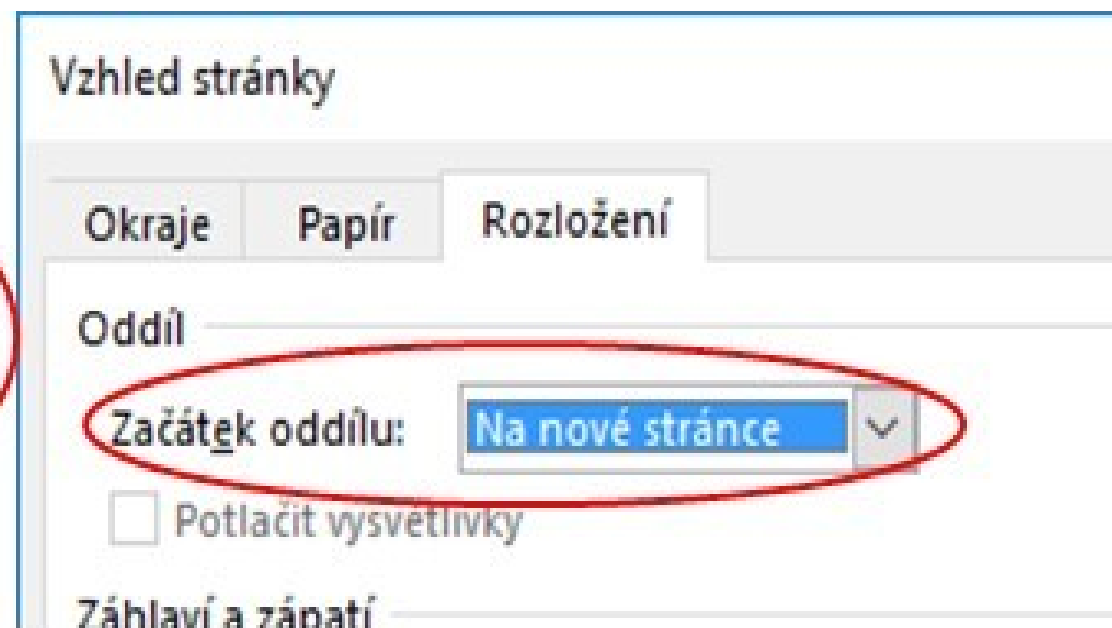 Vzhled stránky
Okraje Papír Rozložení
Oddíl
Začátek oddílu: Na nové stránce
Potlačit vysvětlivky
Záhlaví a zápatí